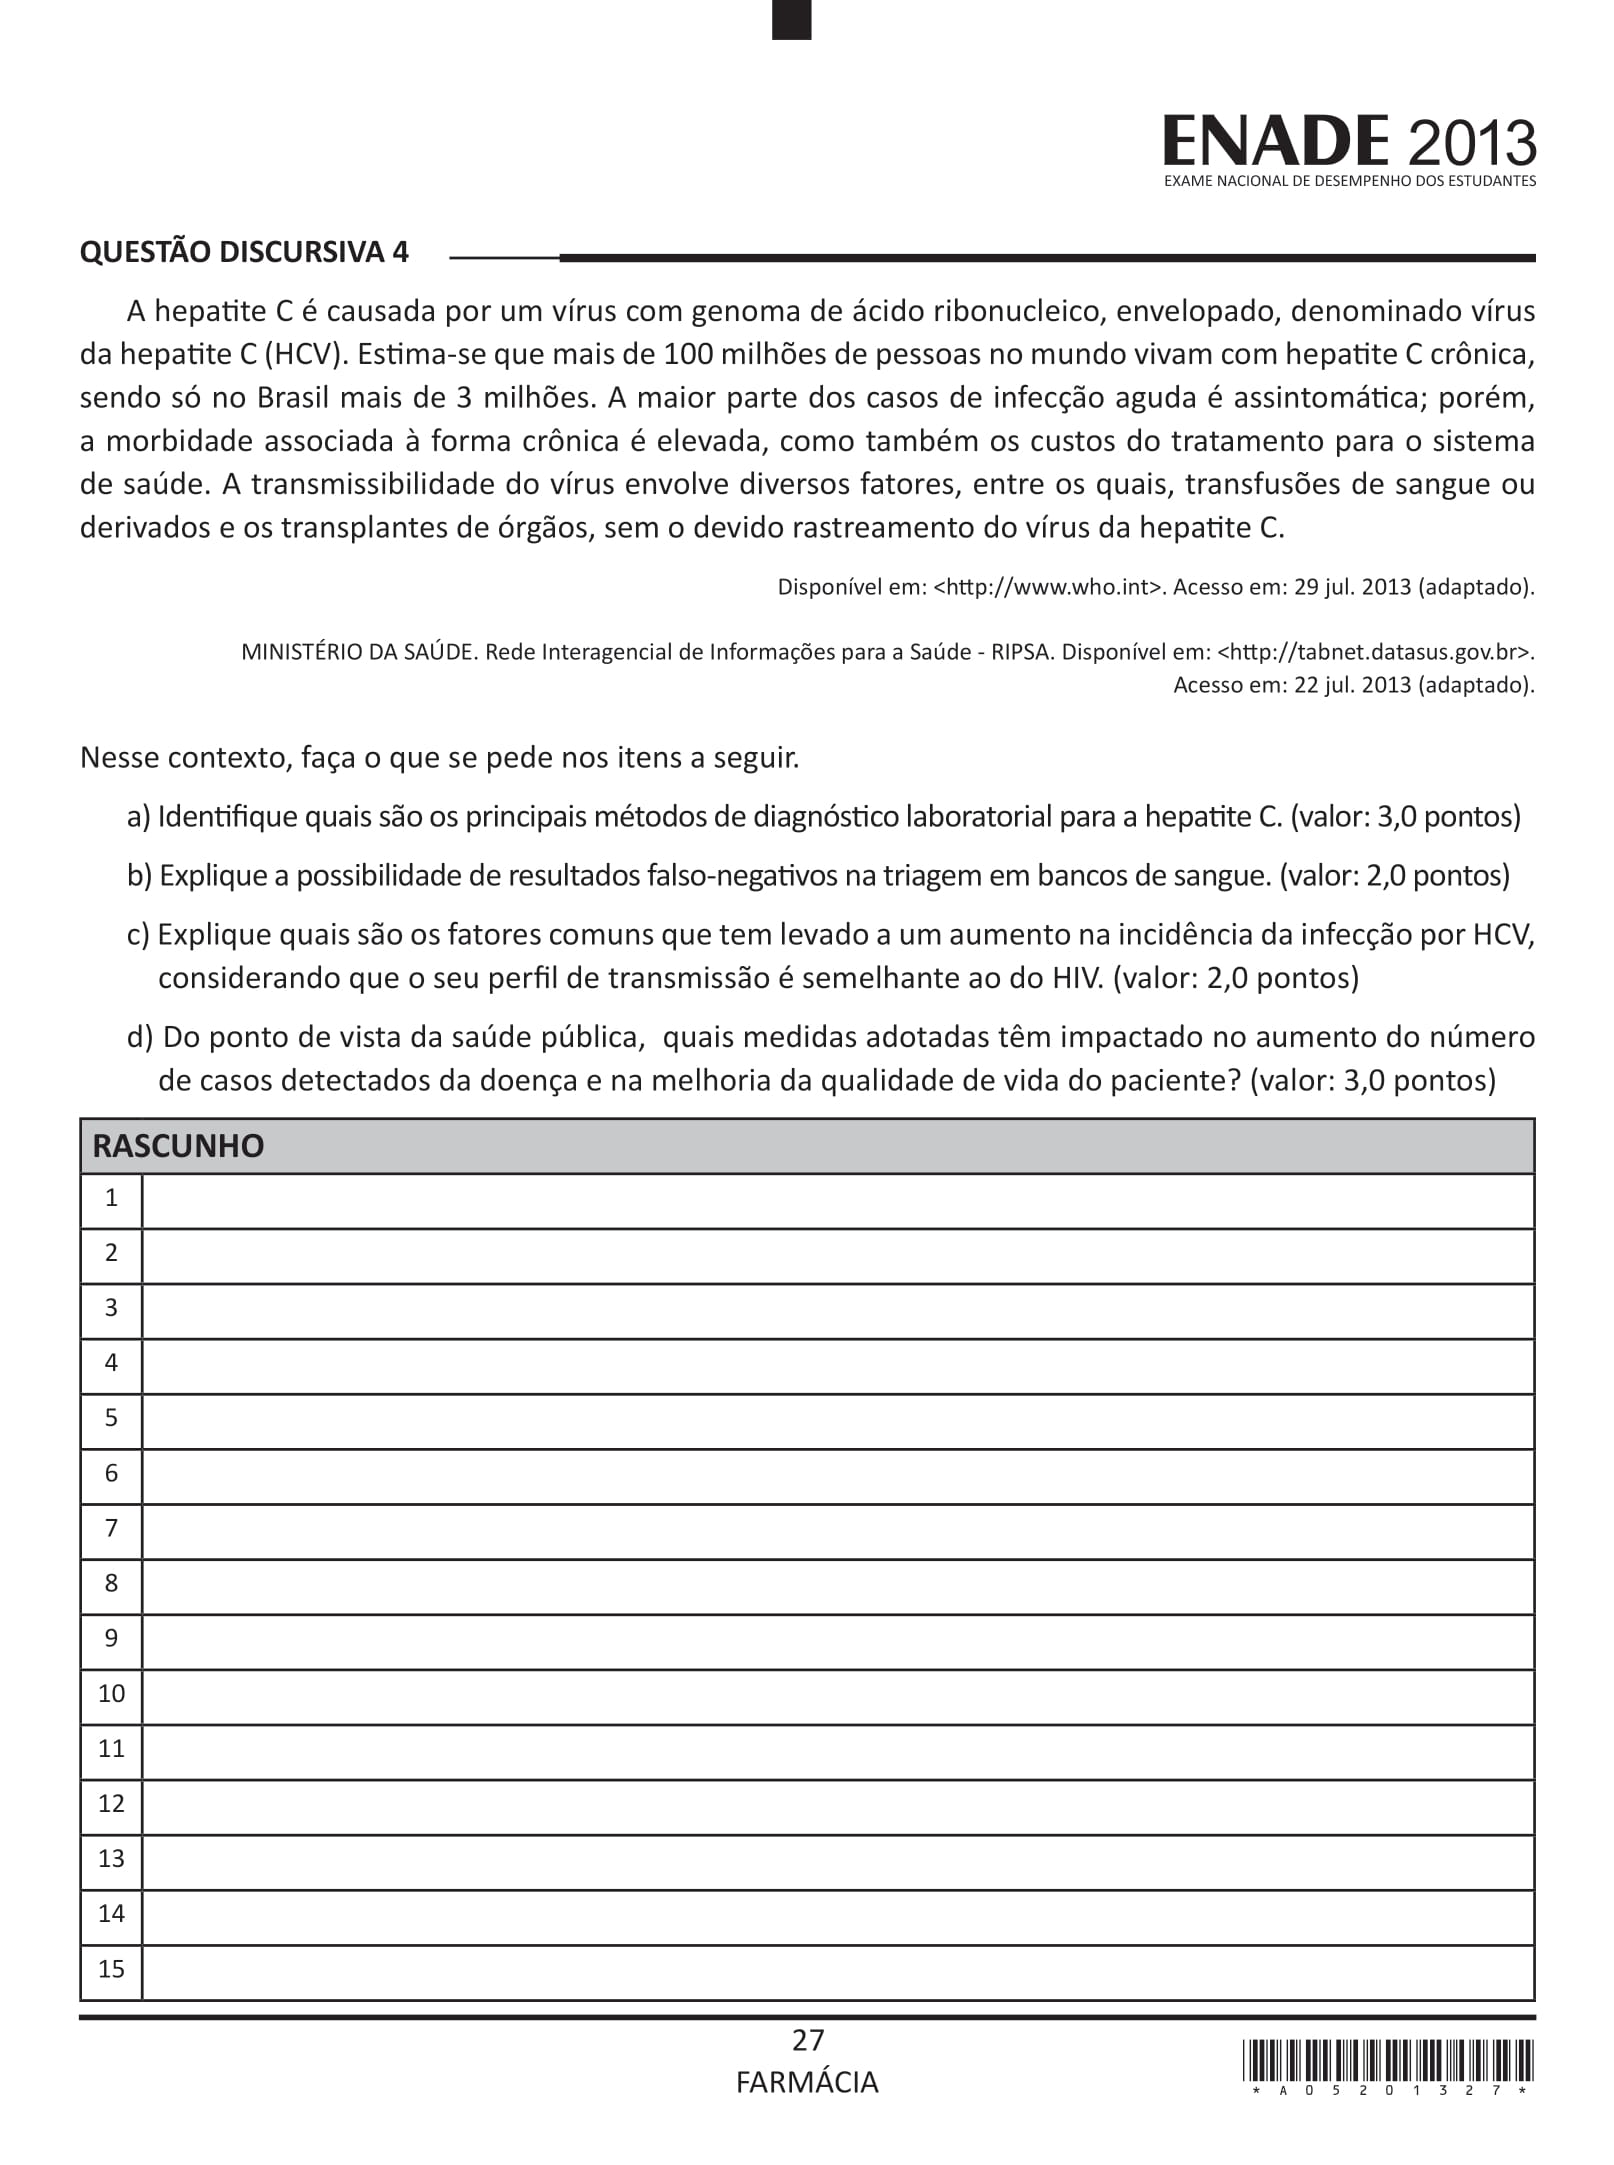 ENADE 2013
EXAME NACIONAL DE DESEMPENHO DOS ESTUDANTES
QUESTÃO DISCURSIVA 4
A hepatite C é causada por um vírus com genoma de ácido ribonucleico, envelopado, denominado vírus
da hepatite C (HCV). Estima-se que mais de 100 milhões de pessoas no mundo vivam com hepatite C crônica,
sendo só no Brasil mais de 3 milhões. A maior parte dos casos de infecção aguda é assintomática; porém,
a morbidade associada à forma crônica é elevada, como também os custos do tratamento para o sistema
de saúde. A transmissibilidade do vírus envolve diversos fatores, entre os quais, transfusões de sangue ou
derivados e os transplantes de órgãos, sem o devido rastreamento do vírus da hepatite C.
Disponível em: <http://www.who.int>. Acesso em: 29 jul. 2013 (adaptado).
MINISTÉRIO DA SAÚDE. Rede Interagencial de Informações para a Saúde - RIPSA. Disponível em: <http://tabnet.datasus.gov.br>.
Acesso em: 22 jul. 2013 (adaptado).
Nesse contexto, faça o que se pede nos itens a seguir.
a) Identifique quais são os principais métodos de diagnóstico laboratorial para a hepatite C. (valor: 3,0 pontos)
b) Explique a possibilidade de resultados falso-negativos na triagem em bancos de sangue. (valor: 2,0 pontos)
c) Explique quais são os fatores comuns que tem levado a um aumento na incidência da infecção por HCV,
considerando que o seu perfil de transmissão é semelhante ao do HIV. (valor: 2,0 pontos)
d) Do ponto de vista da saúde pública, quais medidas adotadas têm impactado no aumento do número
de casos detectados da doença e na melhoria da qualidade de vida do paciente? (valor: 3,0 pontos)
RASCUNHO
1
2
3
4
5
6
7
8
9
10
11
12
13
14
15
27
FARMÁCIA
* A 0 5 2 0 1 3 2 7 *